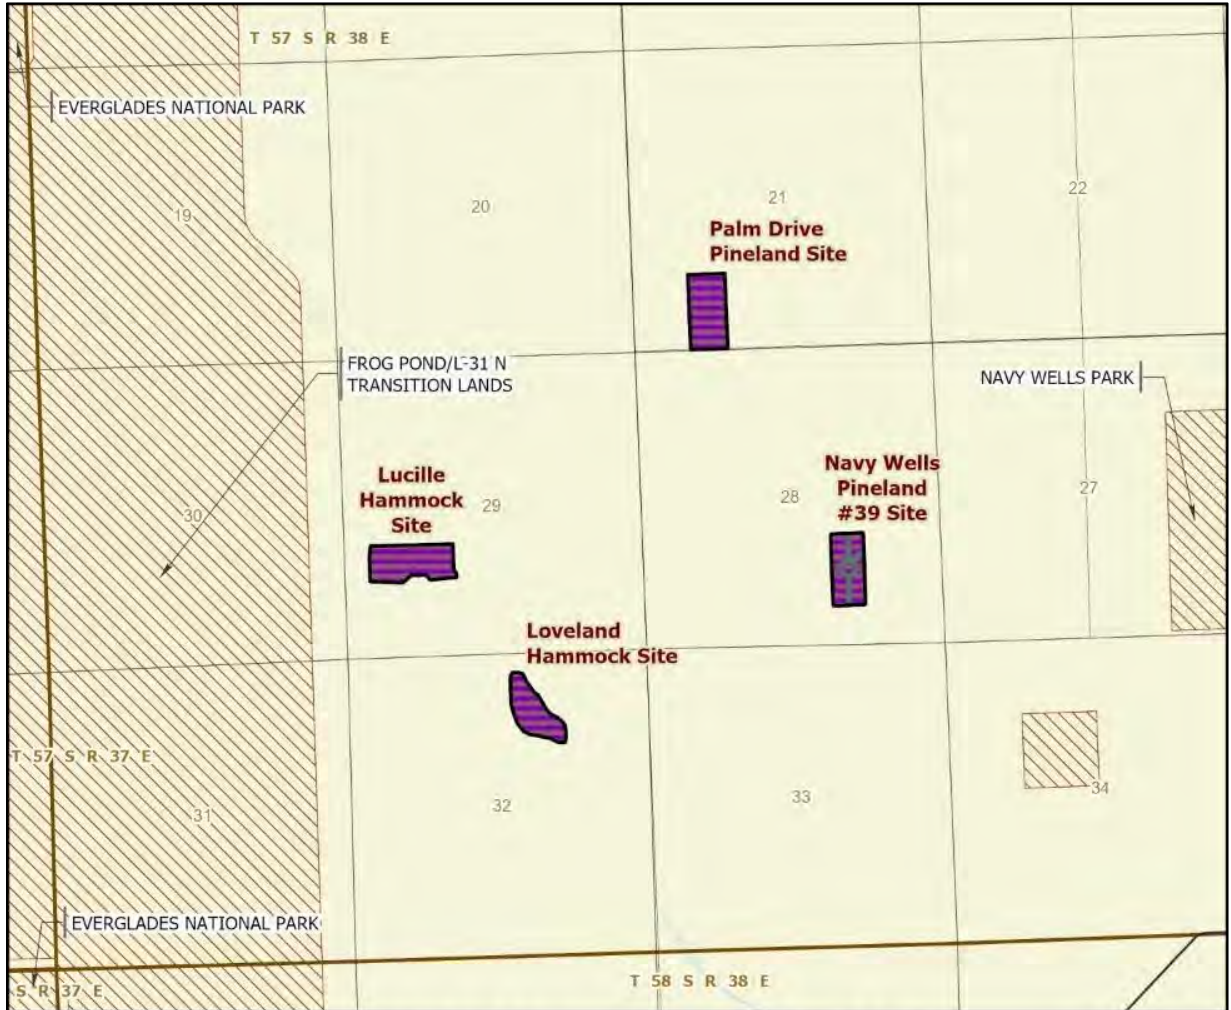 T 57 S R 38 E
EVERGLADES NATIONAL PARK
22
21
20
19
Palm Drive
Pineland Site
FROG POND/L-31 N
TRANSITION LANDS
NAVY WELLS PARK
Lucille
Hammock
Site
29
30
Navy Wells
Pineland
#39 Site
28
27
Loveland
Hammock Site
T 57 S R 37 E
31
32
33
34
EVERGLADES NATIONAL PARK
T 58 S R 38 E
S R 37 E